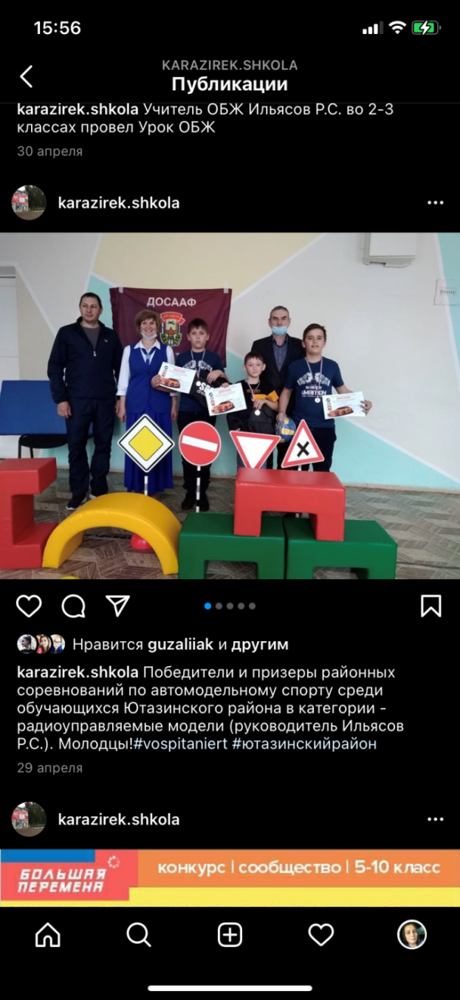 15:56
KARAZIREK.SHKOLA
Публикации
karazirek.shkola Учитель ОБЖ Ильясов Р.С. во 2-3
классах провел Урок ОБЖ
30 апреля
karazirek.shkola
ДОСААФ
AMBITION
Нравится guzaliiak и другим
karazirek.shkola Победители и призеры районных
соревнований по автомодельному спорту среди
обучающихся Ютазинского района в категории -
радиоуправляемые модели (руководитель Ильясов
Р.С.). Молодцы!#vospitaniert #ютазинскийрайон
29 апреля
karazirek.shkola
БОЛЬШАЯ
ПЕРЕМЕНА
конкурс | сообщество | 5-10 класс